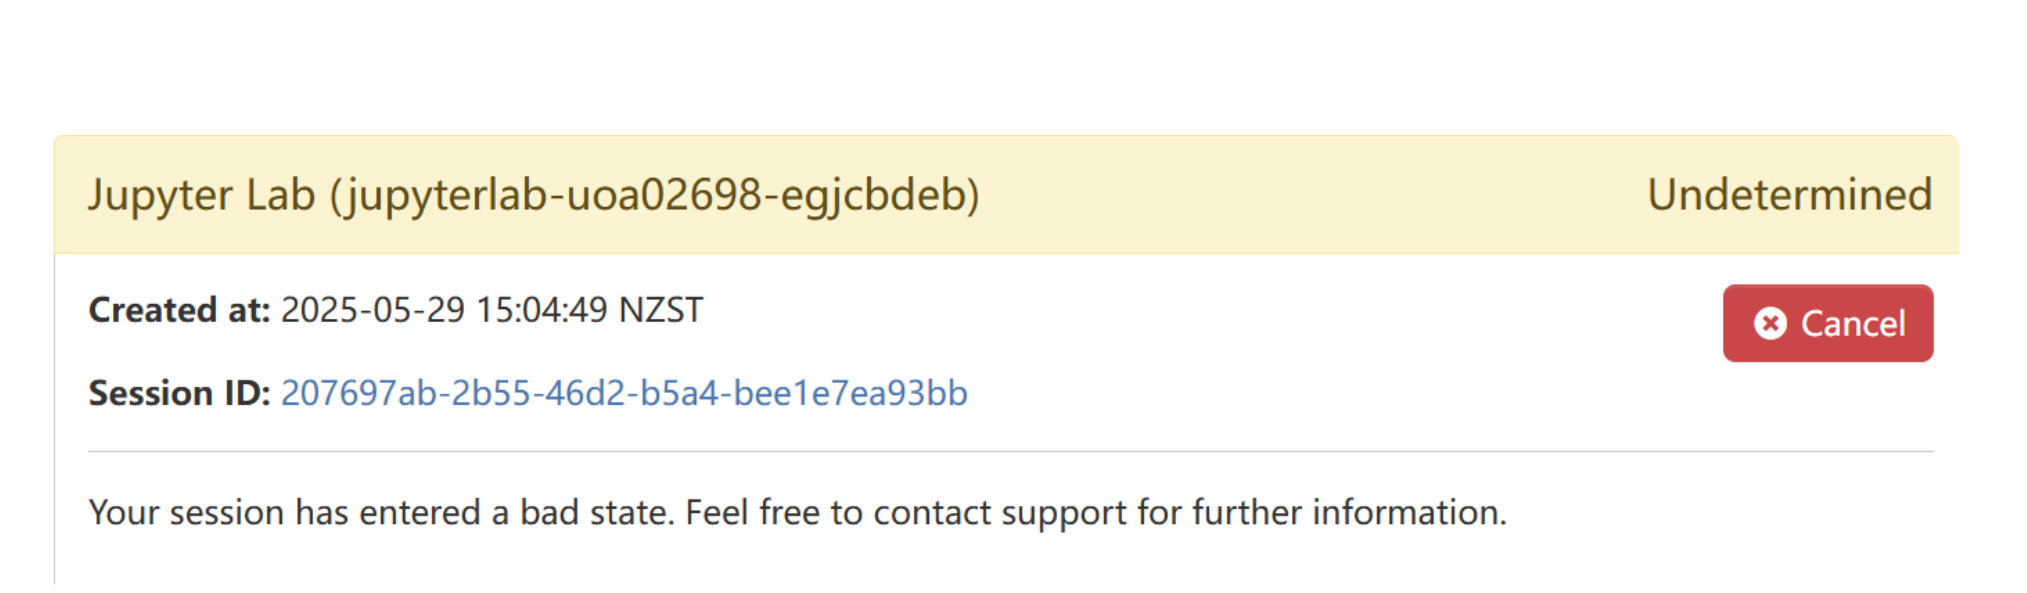 Jupyter Lab (jupyterlab-uoa02698-egjcbdeb)
Undetermined
Created at: 2025-05-29 15:04:49 NZST
Cancel
Session ID: 207697ab-2b55-46d2-b5a4-bee1e7ea93bb
Your session has entered a bad state. Feel free to contact support for further information.